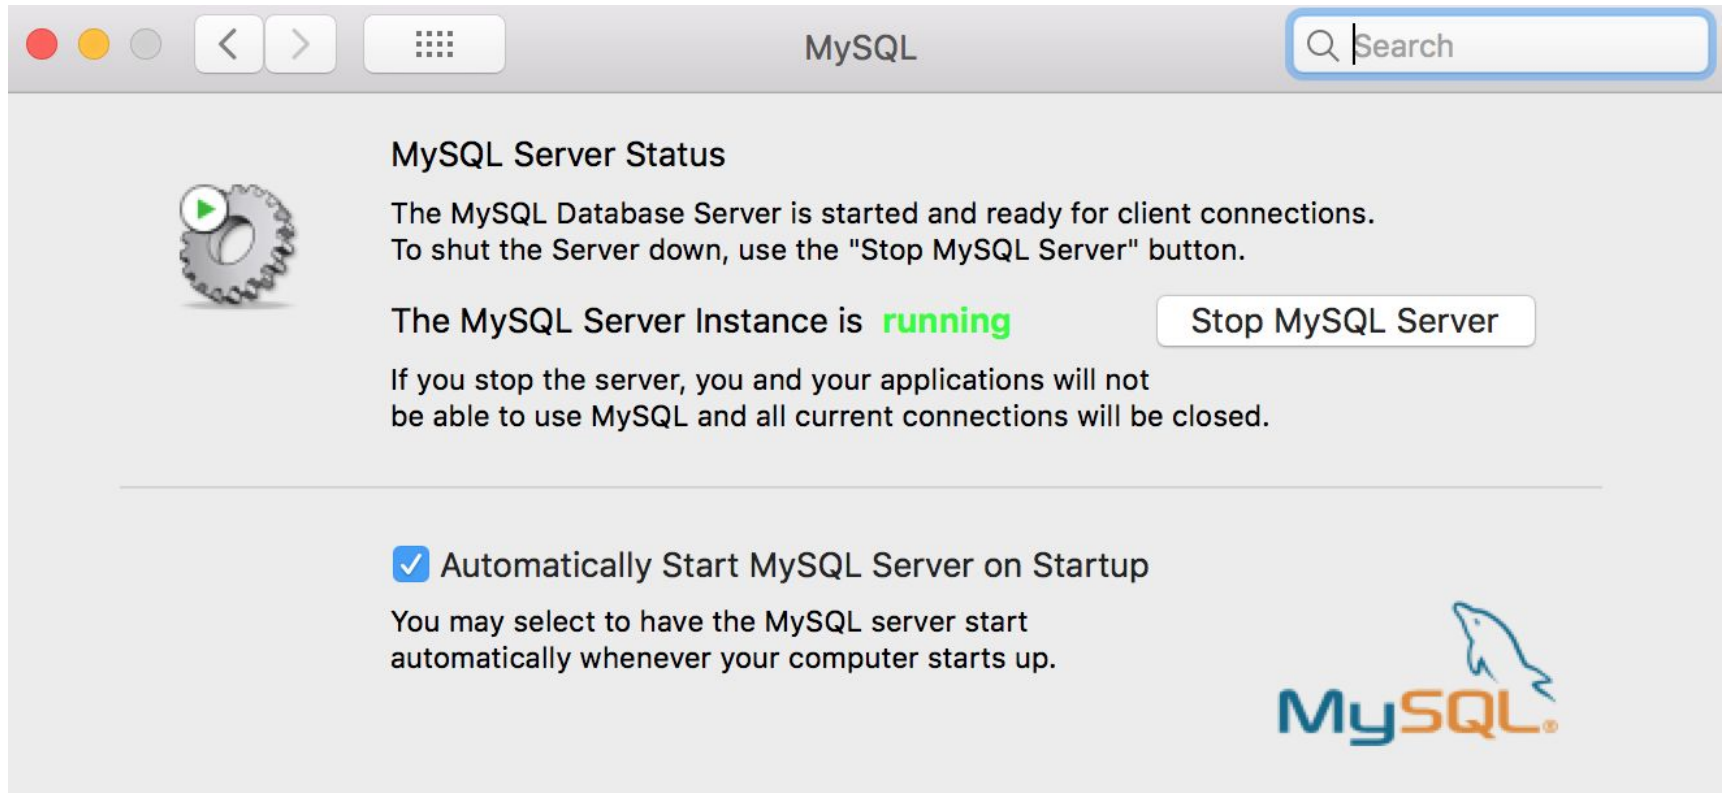 MySQL
Search
MySQL Server Status
The MySQL Database Server is started and ready for client connections.
To shut the Server down, use the "Stop MySQL Server" button.
The MySQL Server Instance is running
Stop MySQL Server
If you stop the server, you and your applications will not
be able to use MySQL and all current connections will be closed.
Automatically Start MySQL Server on Startup
You may select to have the MySQL server start
automatically whenever your computer starts up.
MySQL®